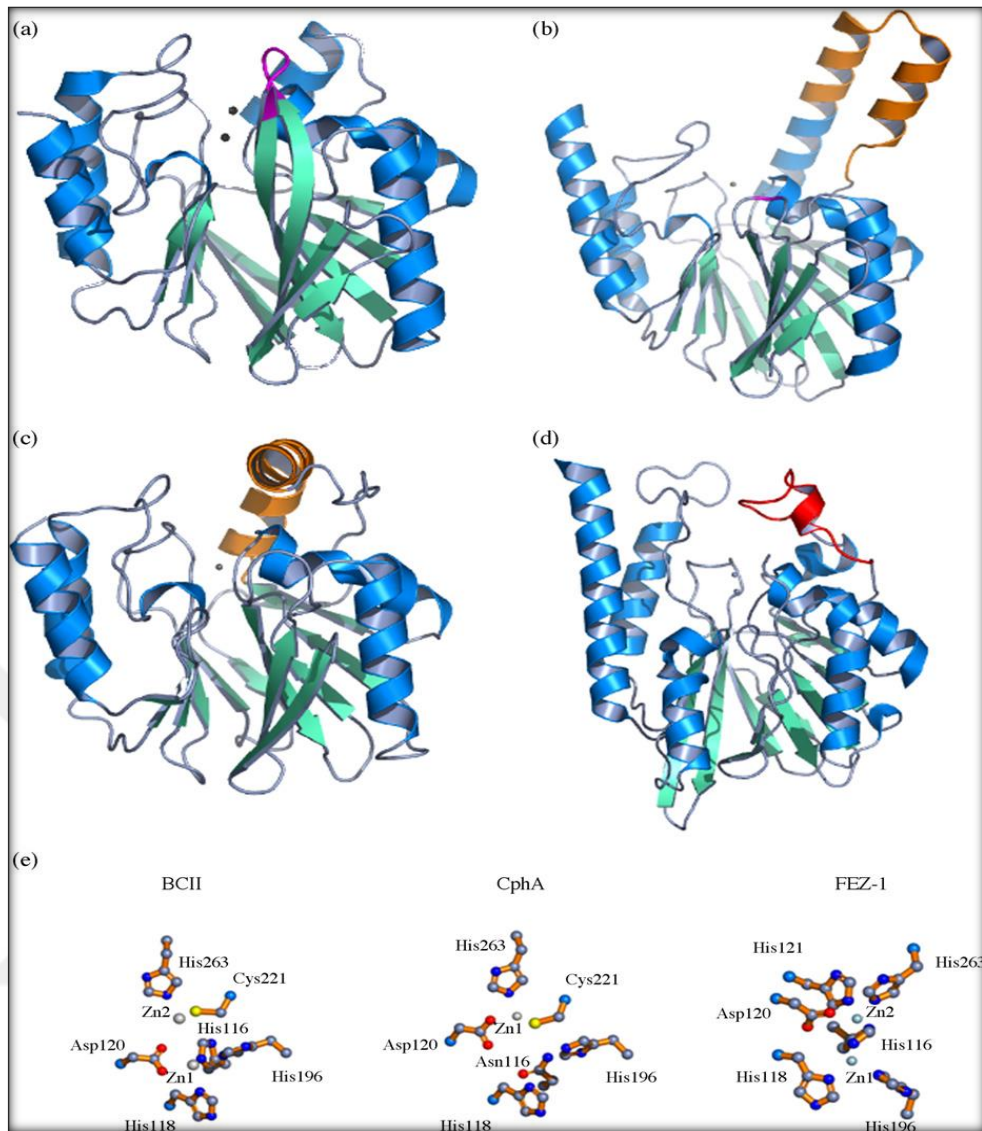 (a)
(b)
(c)
(d)
(e)
BCII
CphA
FEZ-1
His263
Cys221
Zn2
His116
Asp120
Zn1
His196
His118
His263
Cys221
Zn1
Asp120
Asn116
His196
His118
His121
His263
Asp120
Zn2
His116
His118
Zn1
His196